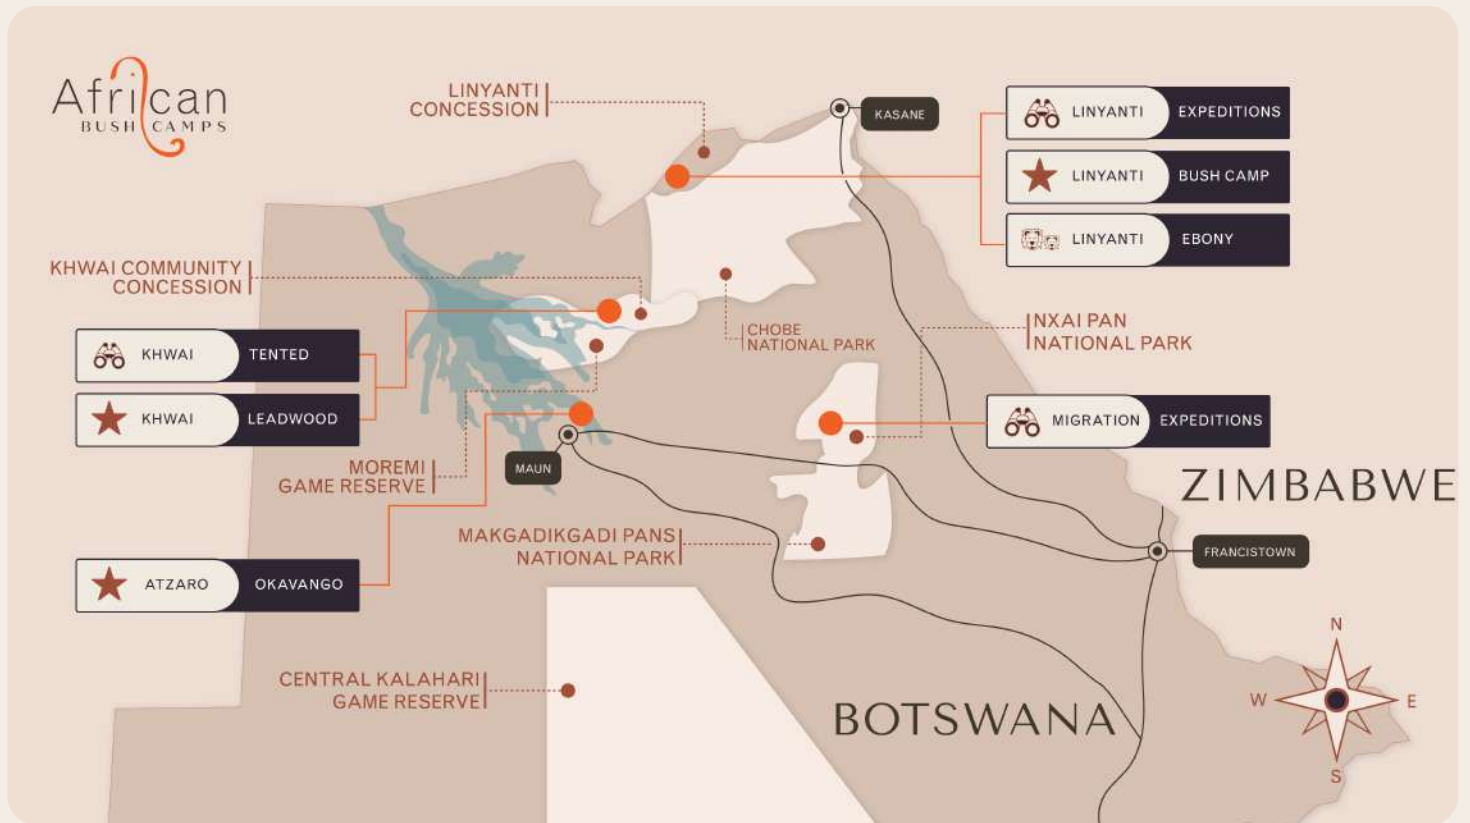 African
BUSH CAMPS
LINYANTI
CONCESSION
KASANE
LINYANTI EXPEDITIONS
LINYANTI BUSH CAMP
LINYANTI EBONY
KHWAI COMMUNITY
CONCESSION
KHWAI TENTED
KHWAI LEADWOOD
CHOBE
NATIONAL PARK
NXAI PAN
NATIONAL PARK
MIGRATION EXPEDITIONS
MOREMI
GAME RESERVE
MAUN
ZIMBABWE
MAKGADIKGADI PANS
NATIONAL PARK
FRANCISTOWN
ATZARO OKAVANGO
CENTRAL KALAHARI
GAME RESERVE
BOTSWANA
N
W E
S